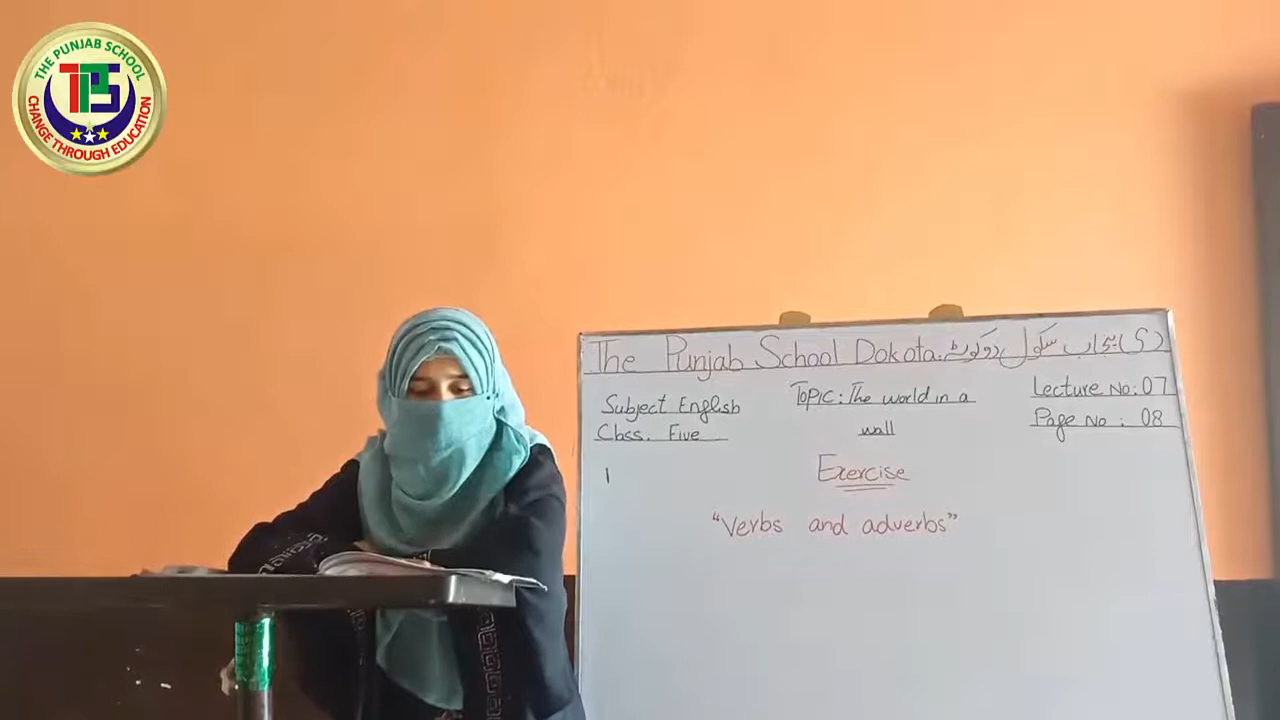 THE PUNJAB SCHOOL
TPS
CHANGE THROUGH EDUCATION
The Punjab School Dokota. دی پنجاب سکول دوکوٹہ
Subject English
Class. Five
Topic: The world in a
wall
Lecture No: 07
Page No : 08
Exercise
"Verbs and adverbs"